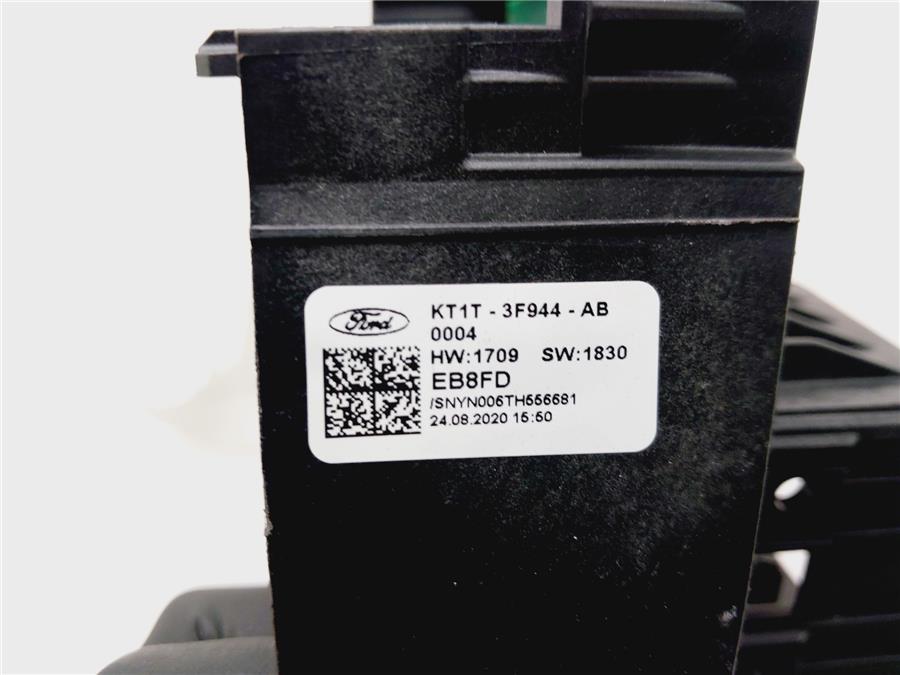 Ford
KT1T - 3F944 - AB
0004
HW:1709 SW:1830
EB8FD
/SNYN006TH556681
24.08.2020 15:50